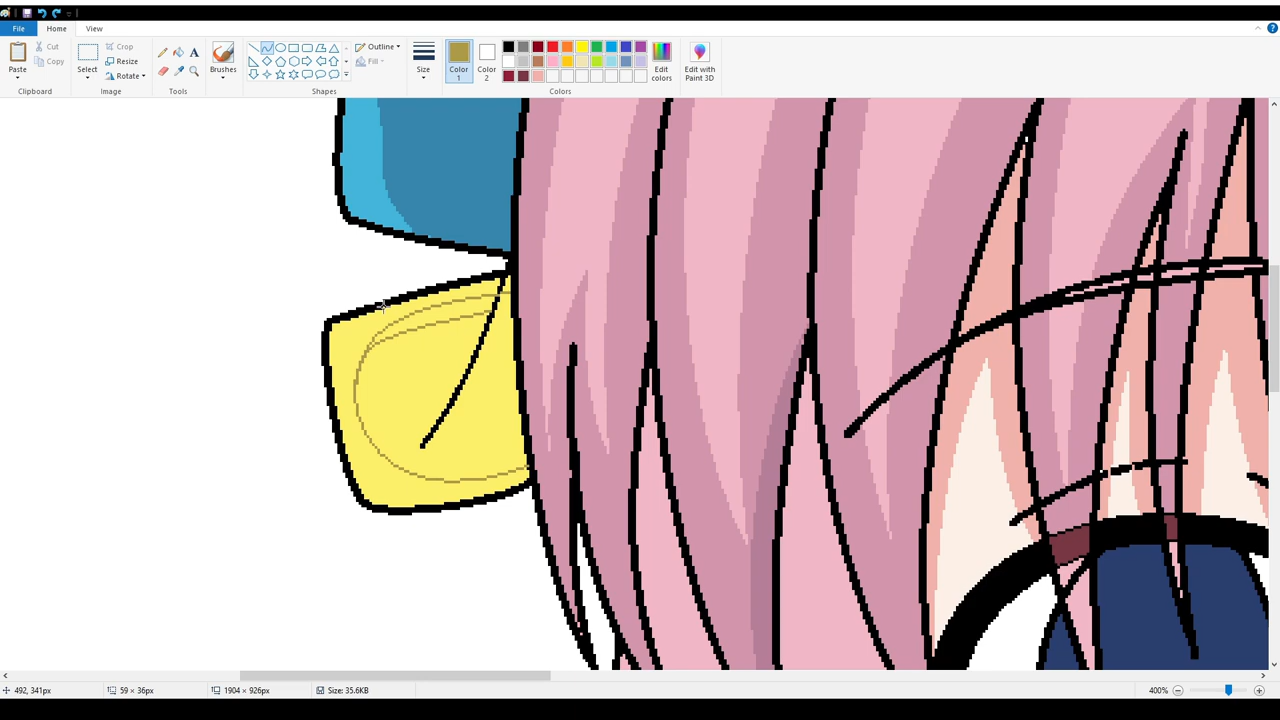 File Home View
Paste Cut Copy
Clipboard
Select Crop Resize Rotate
Image
A
Tools
Brushes
Outline Fill
Shapes
Size
Color 1 Color 2
Edit colors
Colors
Edit with Paint 3D
492, 341px 59 × 36px 1904 × 926px Size: 35.6KB 400%